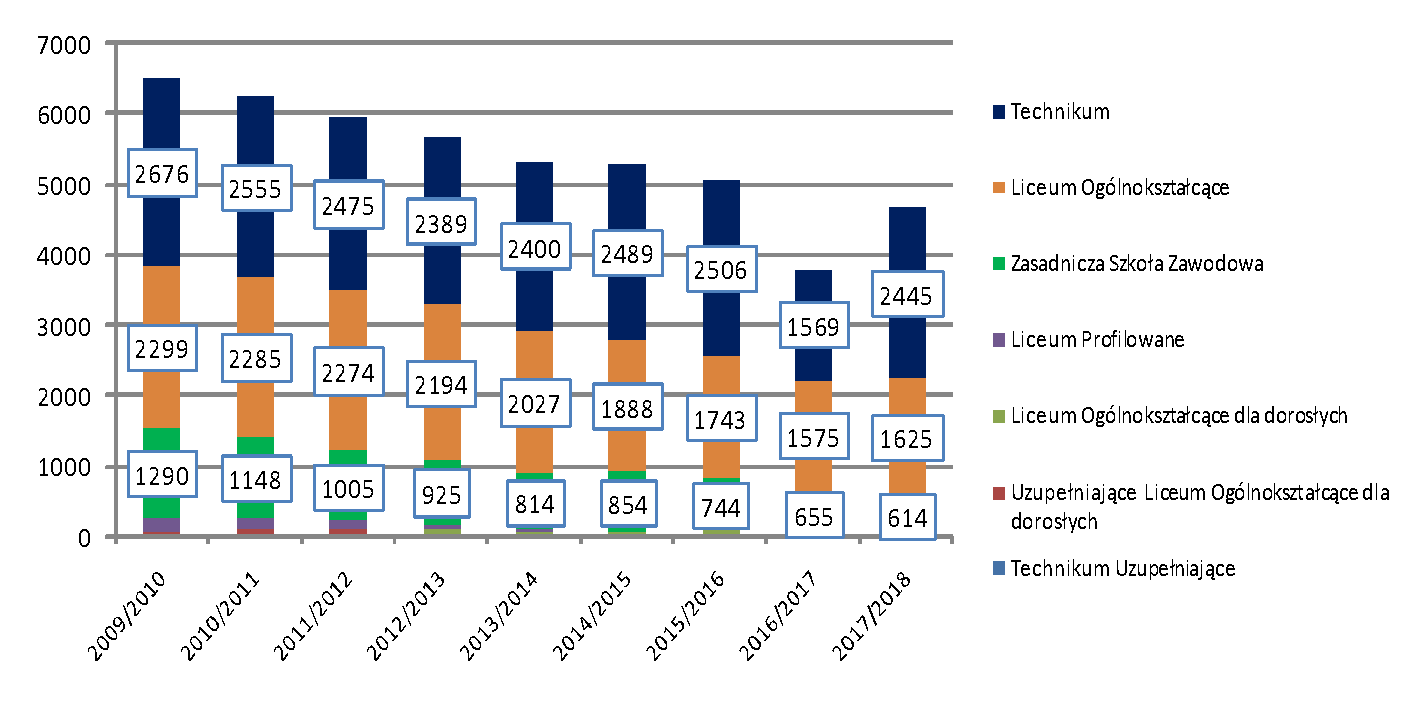 7000
6000
5000
4000
3000
2000
1000
0
2676 2555 2475 2389 2400 2489 2506 1569 2445
2299 2285 2274 2194 2027 1888 1743 1575 1625
1290 1148 1005 925 814 854 744 655 614
2009/2010 2010/2011 2011/2012 2012/2013 2013/2014 2014/2015 2015/2016 2016/2017 2017/2018
Technikum
Liceum Ogólnokształcące
Zasadnicza Szkoła Zawodowa
Liceum Profilowane
Liceum Ogólnokształcące dla dorosłych
Uzupełniające Liceum Ogólnokształcące dla
dorosłych
Technikum Uzupełniające